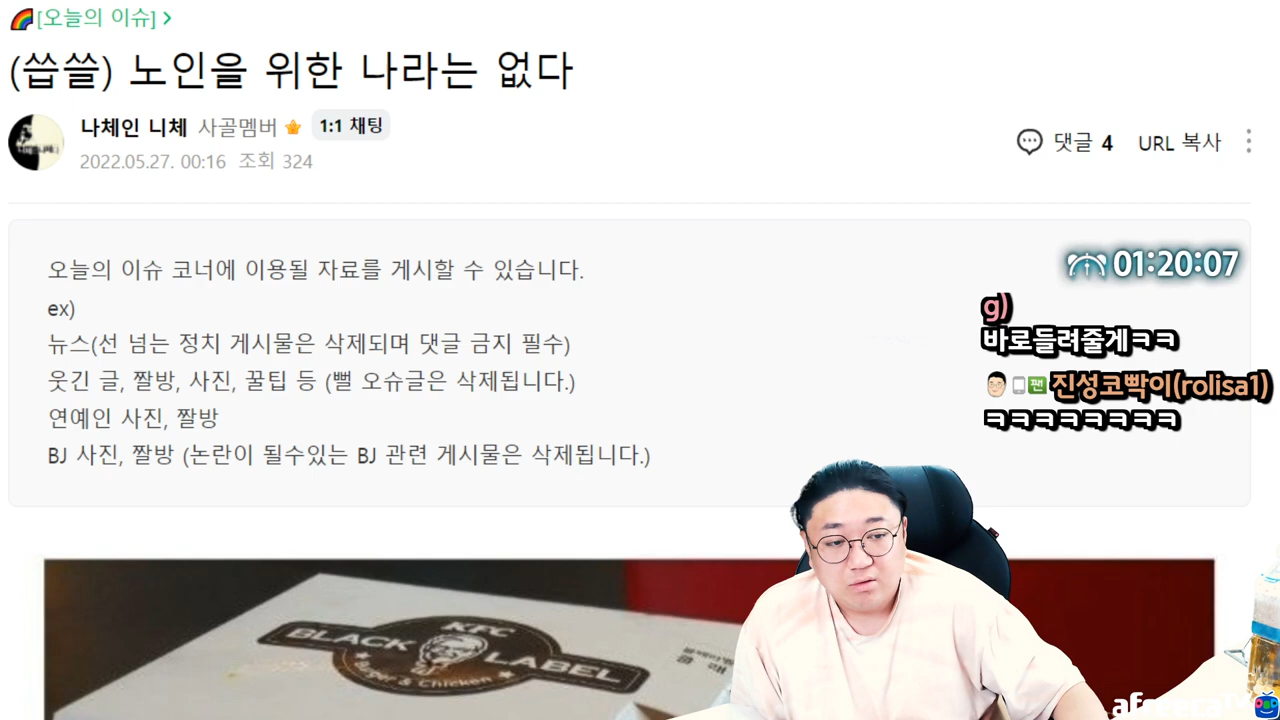 [오늘의 이슈] >
(씁쓸) 노인을 위한 나라는 없다
나체인 니체 사골멤버 1:1 채팅
2022.05.27. 00:16 조회 324
댓글 4 URL 복사
오늘의 이슈 코너에 이용될 자료를 게시할 수 있습니다.
ex)
뉴스(선 넘는 정치 게시물은 삭제되며 댓글 금지 필수)
웃긴 글, 짤방, 사진, 꿀팁 등 (뻘 오슈글은 삭제됩니다.)
연예인 사진, 짤방
BJ 사진, 짤방 (논란이 될수있는 BJ 관련 게시물은 삭제됩니다.)
01:20:07
g)
바로들려줄게ㅋㅋ
팬 진성코빡이(rolisa1)
ㅋㅋㅋㅋㅋㅋㅋㅋ
KFC
BLACK LABEL
Burger & Chicken
afreecaTV